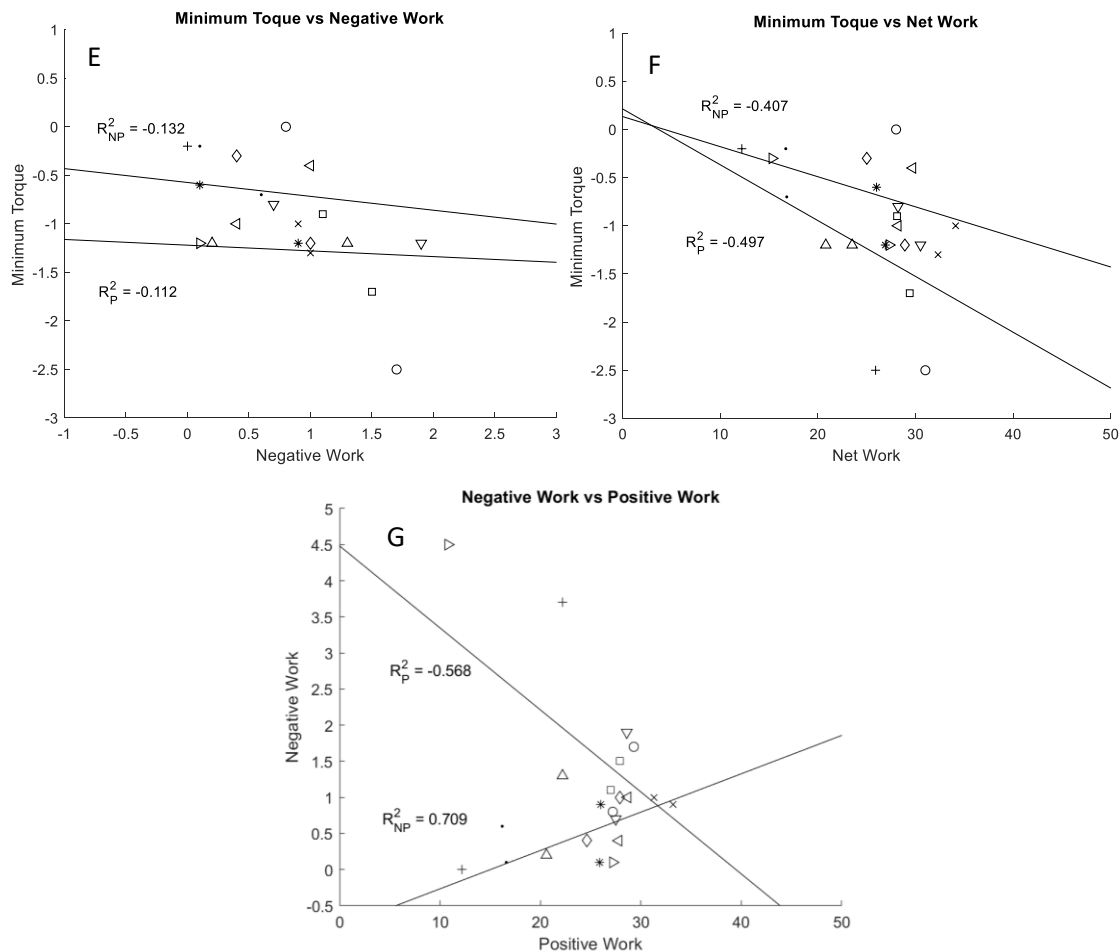 Minimum Toque vs Negative Work
E
1
0.5
0
-0.5
-1
-1.5
-2
-2.5
-3
R²NP = -0.132
R²P = -0.112
Minimum Torque
-1 -0.5 0 0.5 1 1.5 2 2.5 3
Negative Work
Minimum Toque vs Net Work
F
1
0.5
0
-0.5
-1
-1.5
-2
-2.5
-3
R²NP = -0.407
R²P = -0.497
Minimum Torque
0 20 30 40 50
Net Work
Negative Work vs Positive Work
G
5
4.5
4
3.5
3
2.5
2
1.5
1
0.5
0
-0.5
R²P = -0.568
R²NP = 0.709
Negative Work
0 10 20 30 40 50
Positive Work